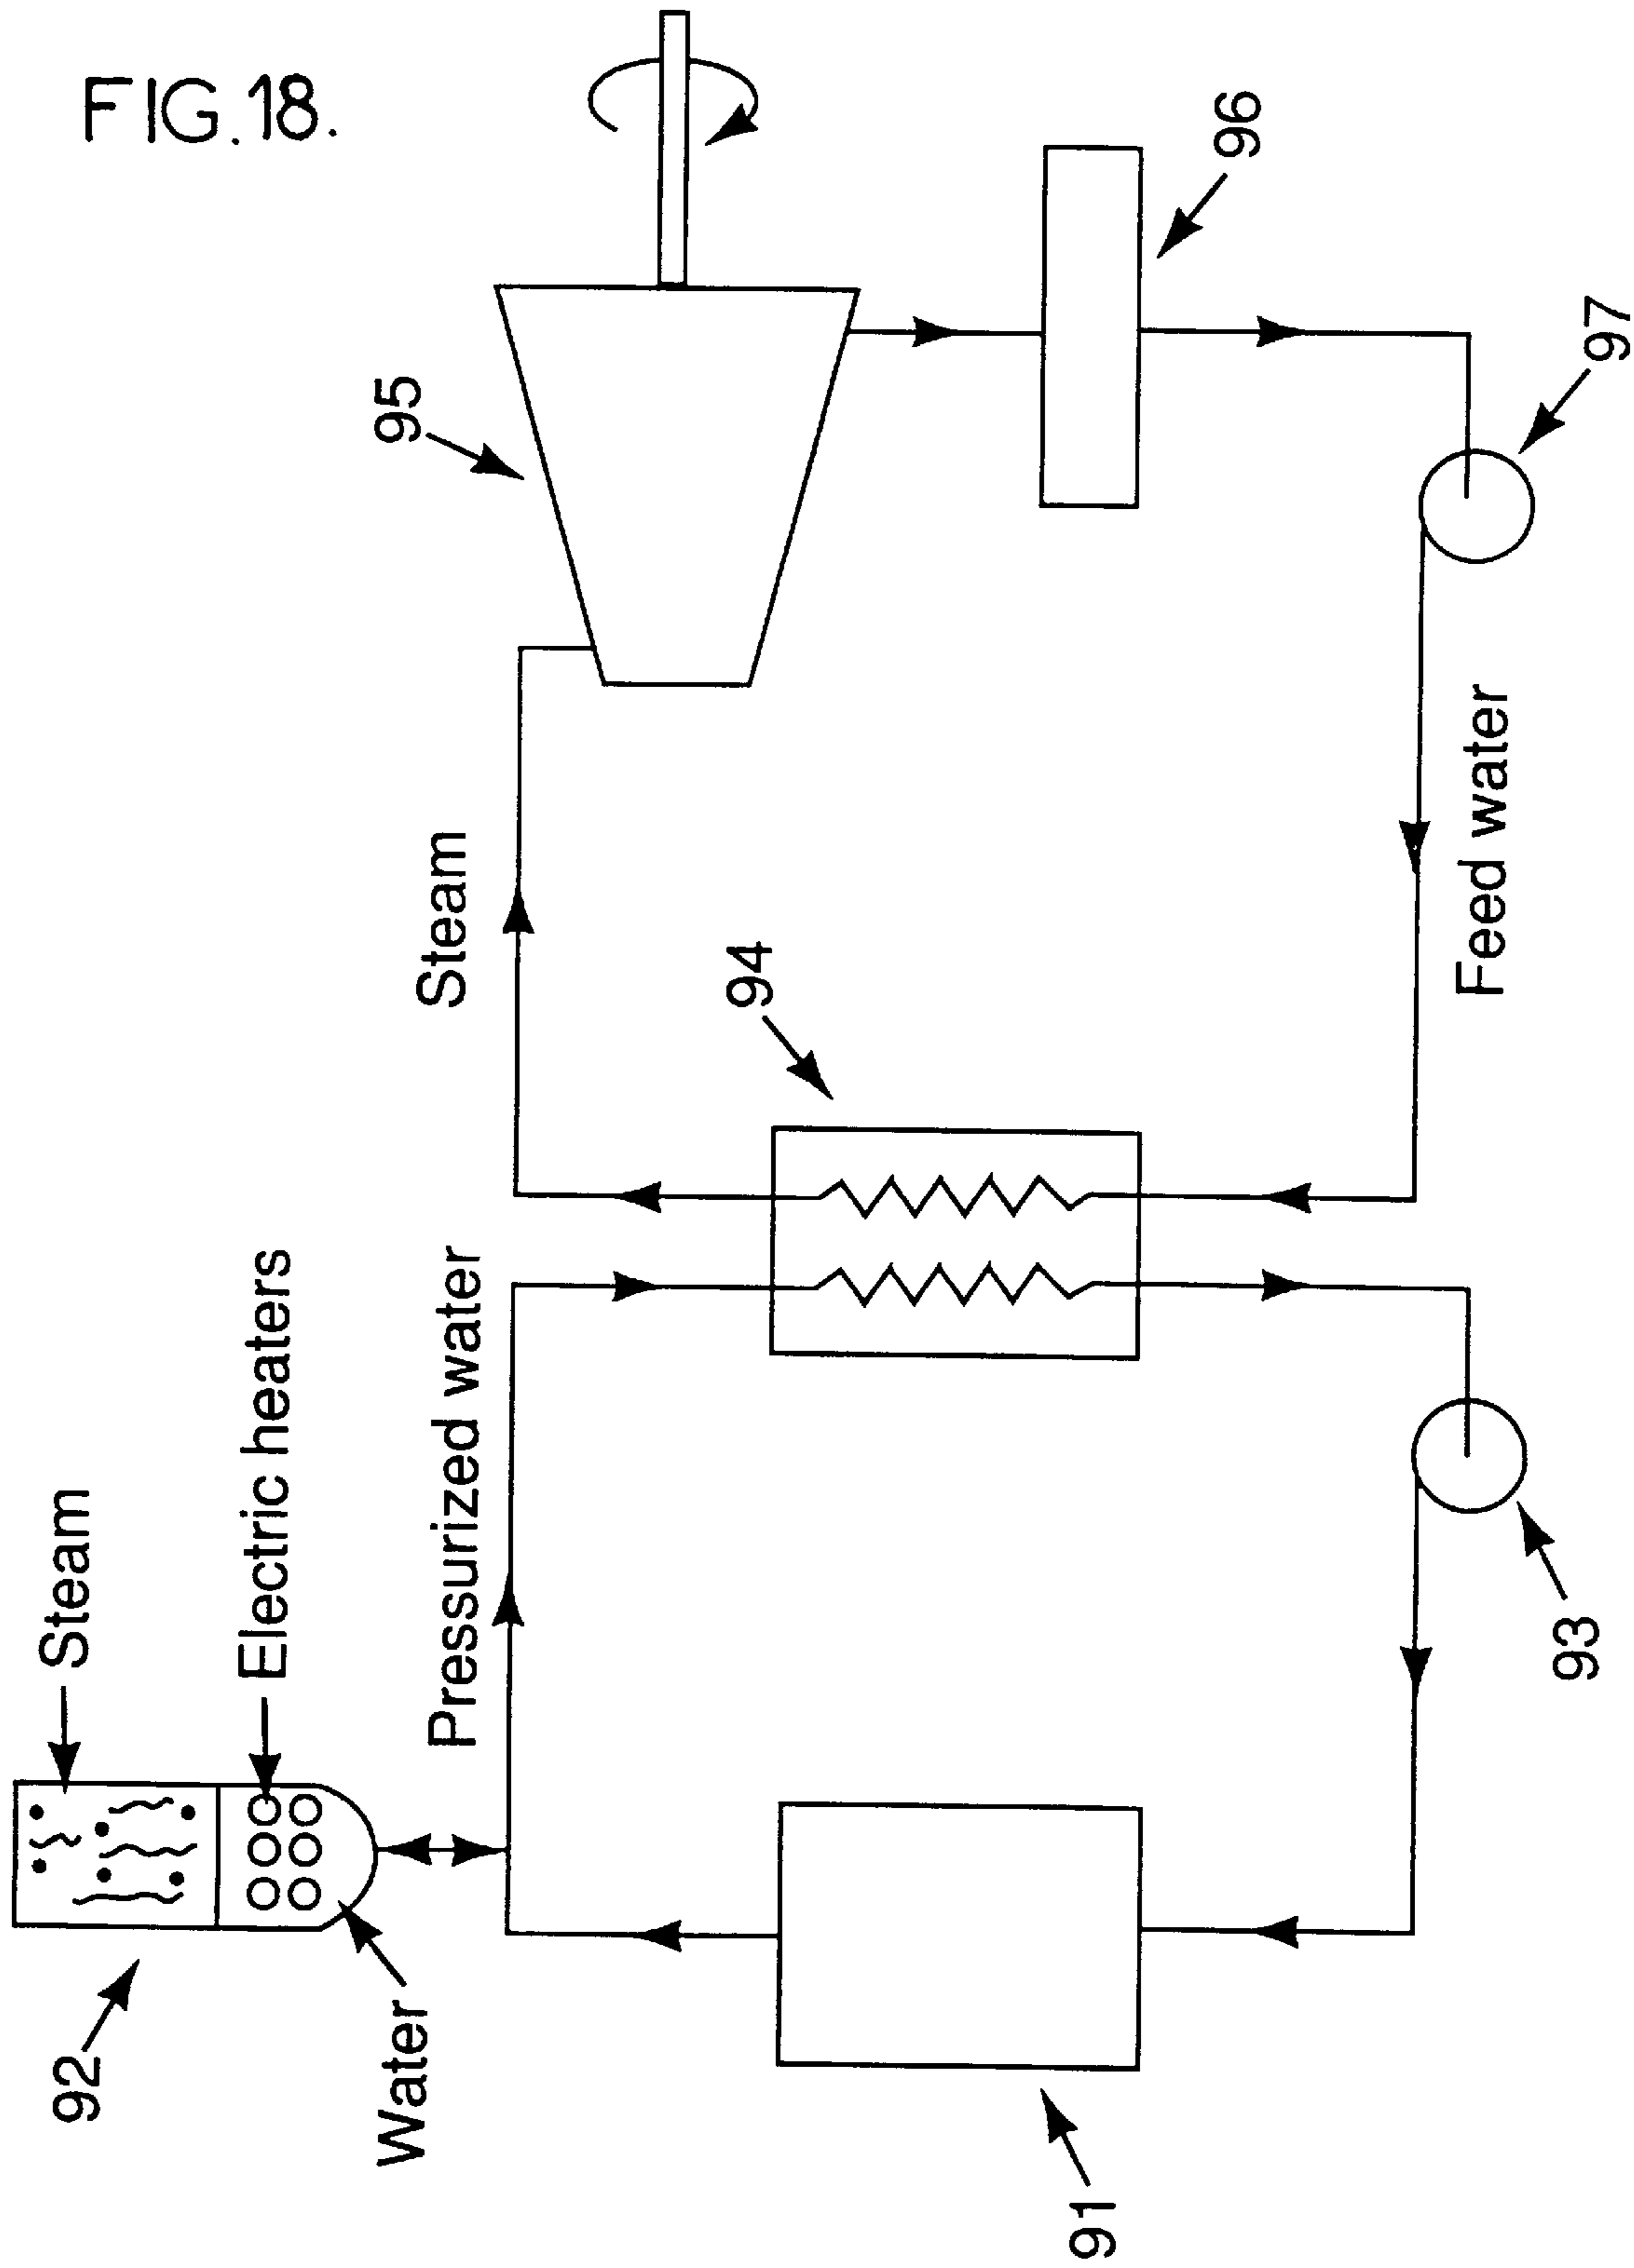 FIG.18.
Steam
Electric heaters
92
Water
Pressurized water
Steam
95
94
96
91
93
Feed water
97